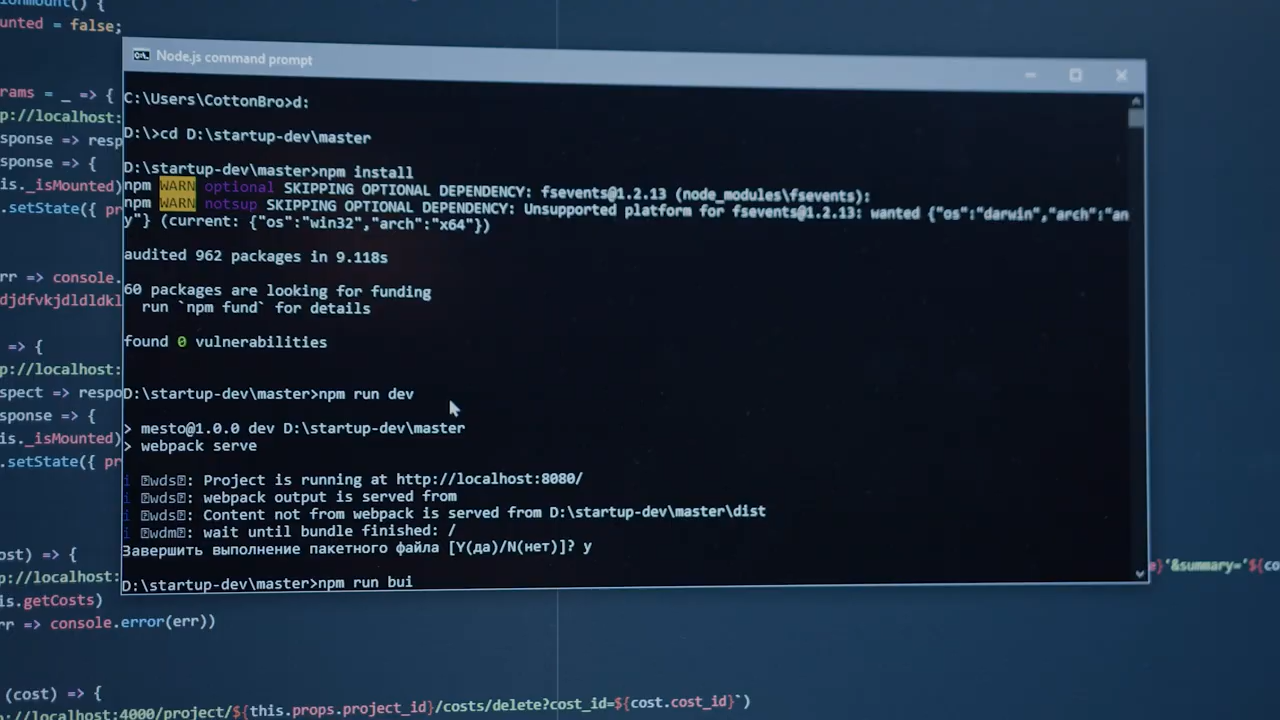 ionmount() {
unted = false;
Node.js command prompt
C:\Users\CottonBro>d:
rams = _ => {
p://localhost:
D:\>cd D:\startup-dev\master
sponse => resp
sponse => {
D:\startup-dev\master>npm install
is._isMounted)
npm WARN optional SKIPPING OPTIONAL DEPENDENCY: fsevents@1.2.13 (node_modules\fsevents):
.setState({ pr
npm WARN notsup SKIPPING OPTIONAL DEPENDENCY: Unsupported platform for fsevents@1.2.13: wanted {"os":"darwin","arch":"an
y"} (current: {"os":"win32","arch":"x64"})
audited 962 packages in 9.118s
rr => console.
60 packages are looking for funding
djdfvkjdldldkl
run `npm fund` for details
found 0 vulnerabilities
=> {
p://localhost:
spect => respo
D:\startup-dev\master>npm run dev
sponse => {
> mesto@1.0.0 dev D:\startup-dev\master
is._isMounted)
> webpack serve
.setState({ pr
i ｢wds｣: Project is running at http://localhost:8080/
i ｢wds｣: webpack output is served from
i ｢wds｣: Content not from webpack is served from D:\startup-dev\master\dist
i ｢wdm｣: wait until bundle finished: /
Завершить выполнение пакетного файла [Y(да)/N(нет)]? y
ost) => {
e}'&summary='${co
p://localhost:
D:\startup-dev\master>npm run bui
is.getCosts)
rr => console.error(err))
(cost) => {
p://localhost:4000/project/${this.props.project_id}/costs/delete?cost_id=${cost.cost_id}`)